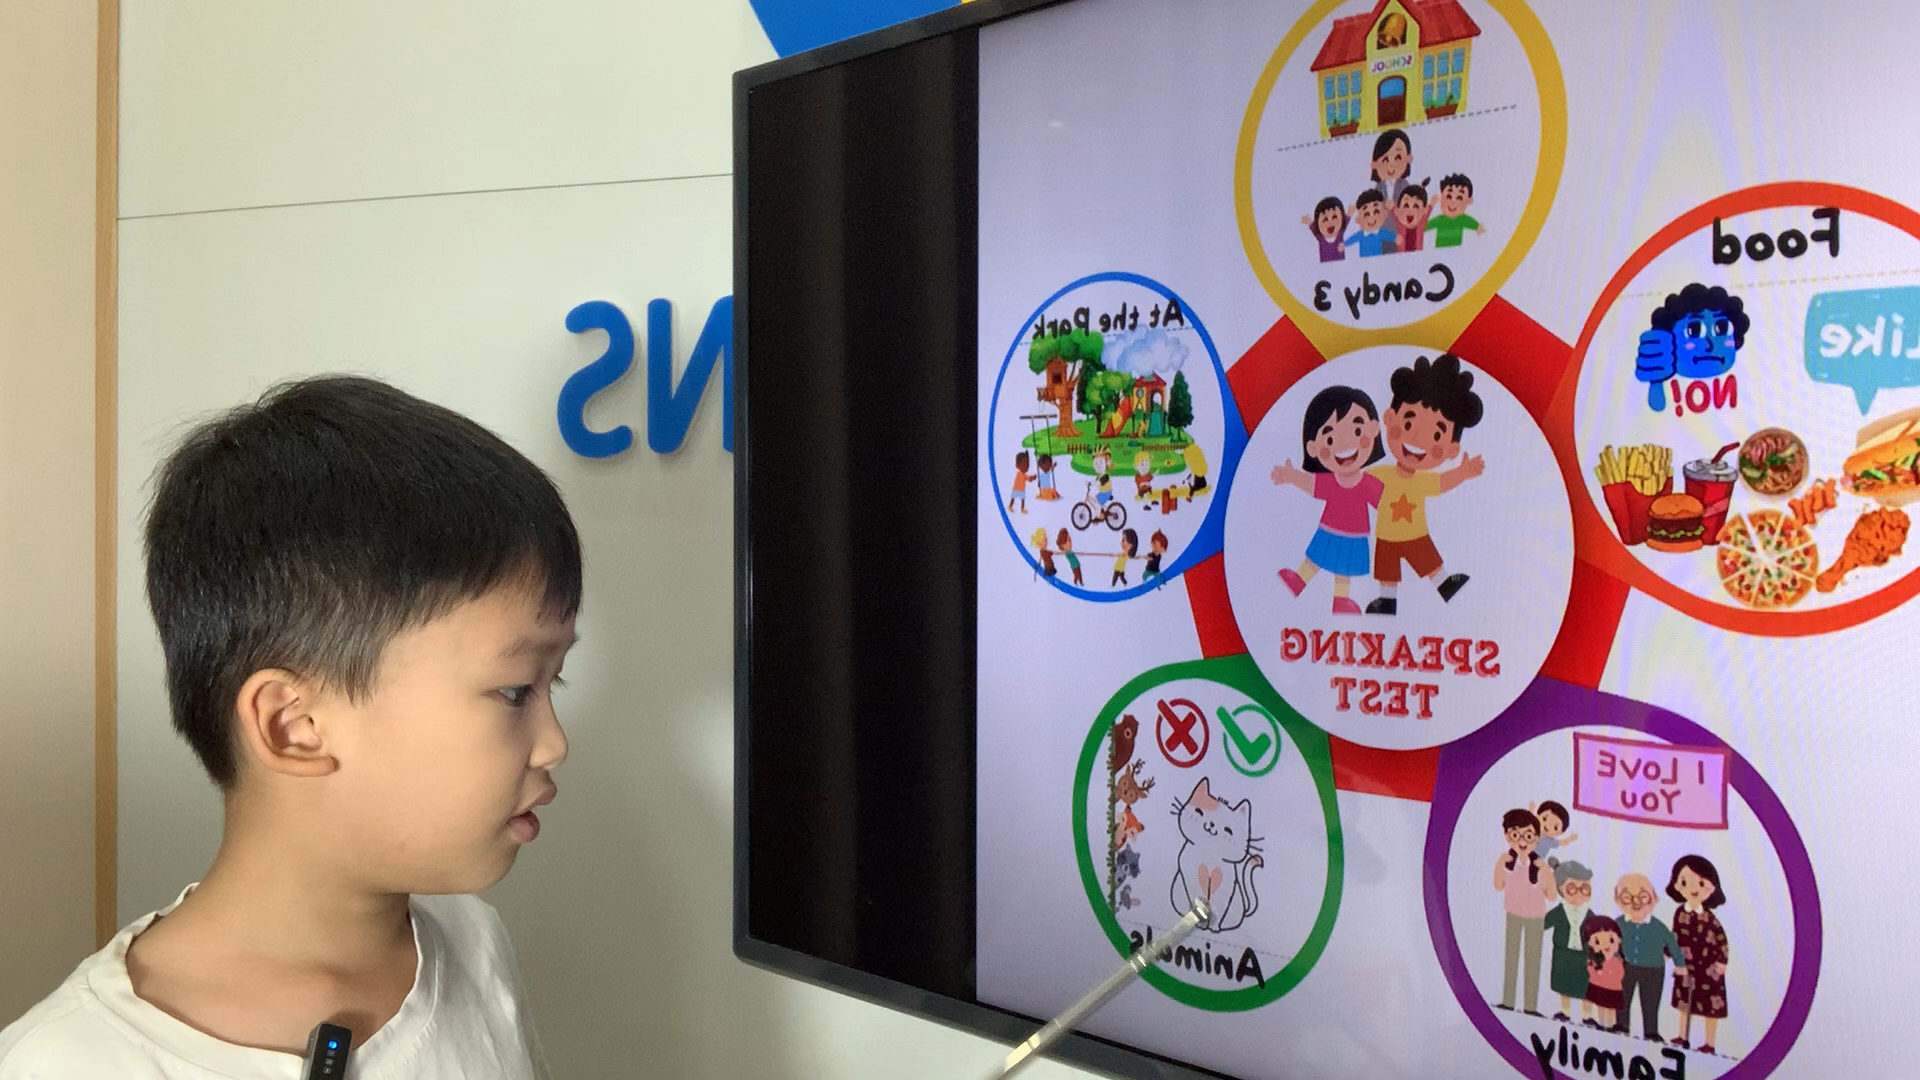 SCHOOL
Candy 3
Food
NO!
Like
At the Park
SPEAKING
TEST
Animals
I LOVE
YOU
Family
NS